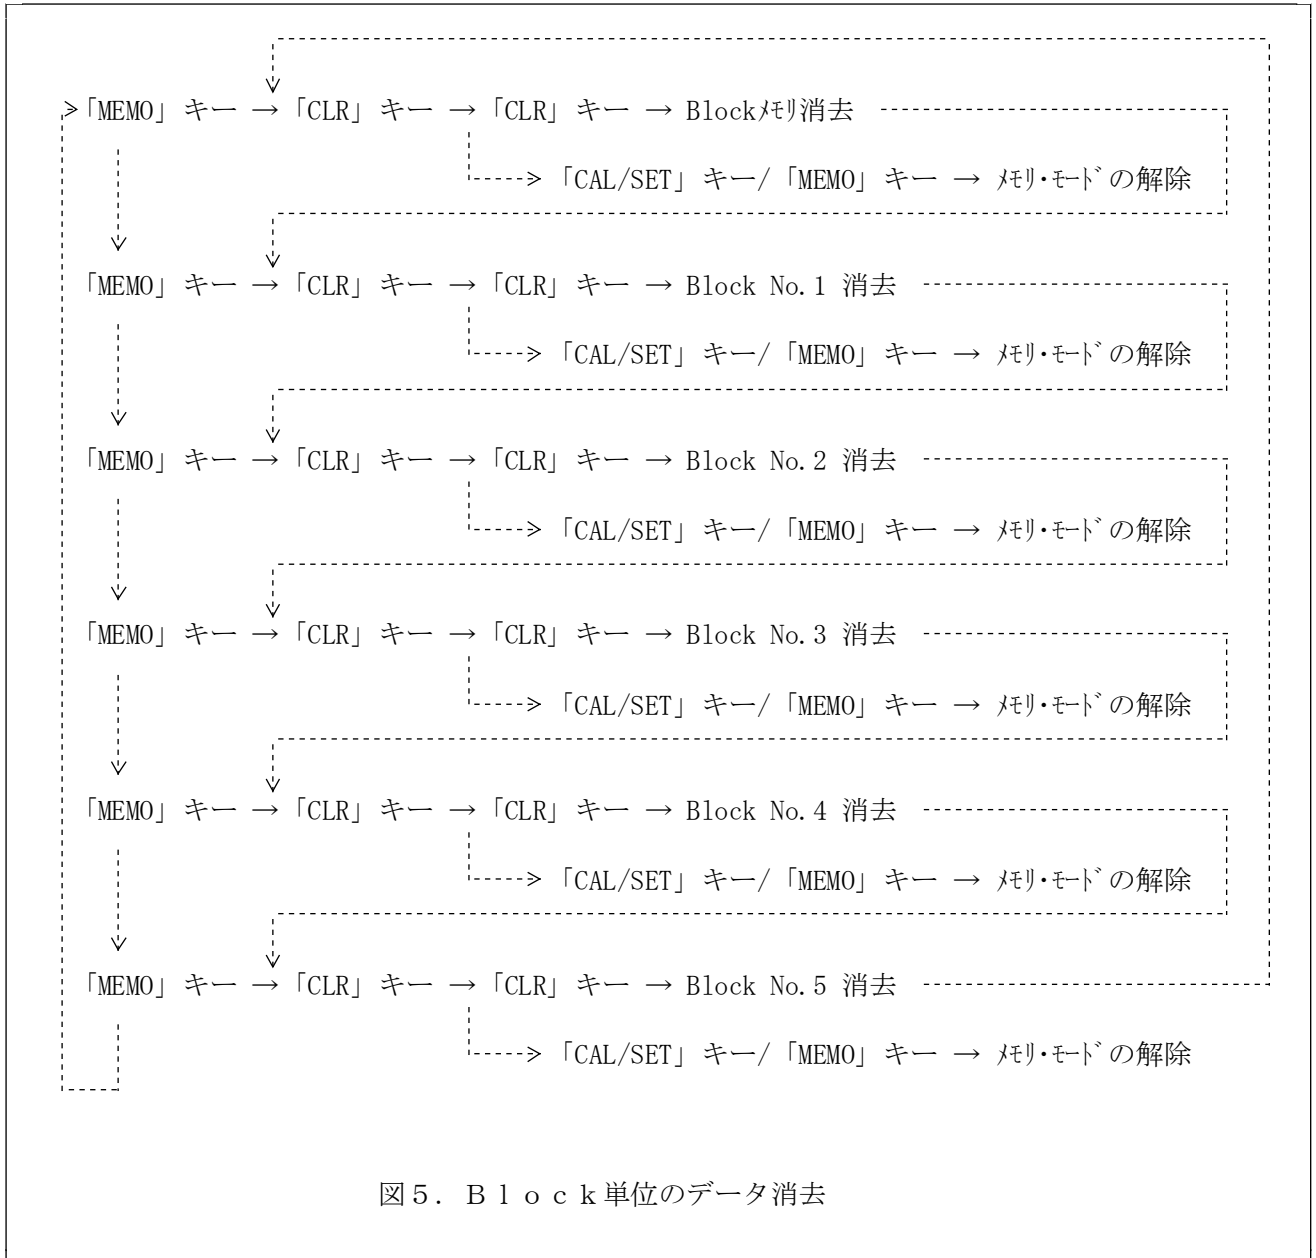 「MEMO」キー → 「CLR」キー → 「CLR」キー → Blockﾒﾓﾘ消去
「CAL/SET」キー/「MEMO」キー → ﾒﾓﾘ・ﾓｰﾄﾞの解除
「MEMO」キー → 「CLR」キー → 「CLR」キー → Block No.1 消去
「CAL/SET」キー/「MEMO」キー → ﾒﾓﾘ・ﾓｰﾄﾞの解除
「MEMO」キー → 「CLR」キー → 「CLR」キー → Block No.2 消去
「CAL/SET」キー/「MEMO」キー → ﾒﾓﾘ・ﾓｰﾄﾞの解除
「MEMO」キー → 「CLR」キー → 「CLR」キー → Block No.3 消去
「CAL/SET」キー/「MEMO」キー → ﾒﾓﾘ・ﾓｰﾄﾞの解除
「MEMO」キー → 「CLR」キー → 「CLR」キー → Block No.4 消去
「CAL/SET」キー/「MEMO」キー → ﾒﾓﾘ・ﾓｰﾄﾞの解除
「MEMO」キー → 「CLR」キー → 「CLR」キー → Block No.5 消去
「CAL/SET」キー/「MEMO」キー → ﾒﾓﾘ・ﾓｰﾄﾞの解除
図５．Ｂｌｏｃｋ単位のデータ消去